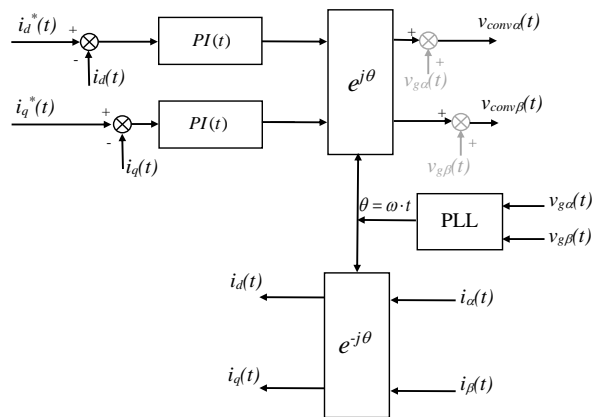 i_d^*(t)
+
-
i_d(t)
PI(t)
e^{jθ}
+
+
v_{gα}(t)
v_{convα}(t)
i_q^*(t)
+
-
i_q(t)
PI(t)
+
+
v_{gβ}(t)
v_{convβ}(t)
θ = ω·t
PLL
v_{gα}(t)
v_{gβ}(t)
i_d(t)
i_q(t)
e^{-jθ}
i_α(t)
i_β(t)